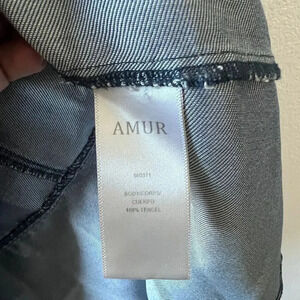 AMUR
BODY/CORPS/
CUERPO
100% TENCEL